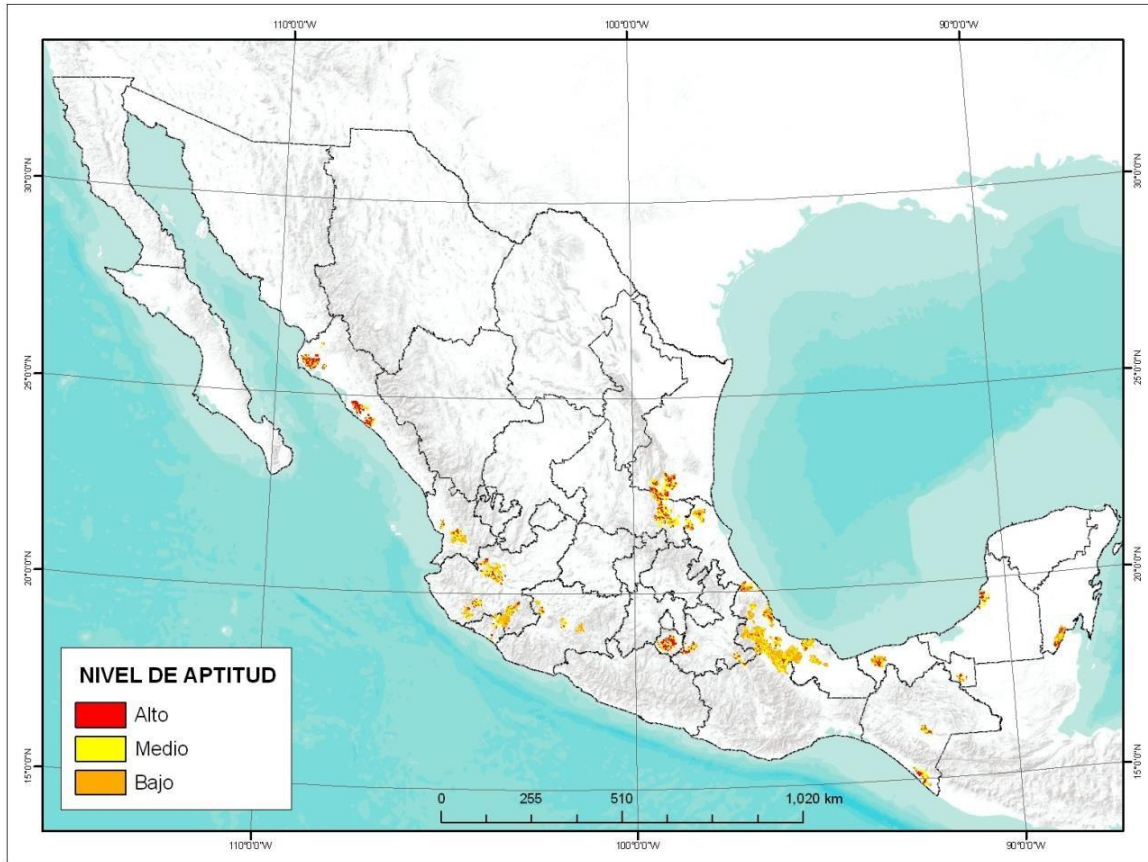 110°0'0"W 100°0'0"W 90°0'0"W
30°0'0"N 30°0'0"N
25°0'0"N 25°0'0"N
20°0'0"N 20°0'0"N
15°0'0"N 15°0'0"N
NIVEL DE APTITUD
Alto
Medio
Bajo
0 255 510 1,020 km
110°0'0"W 100°0'0"W 90°0'0"W